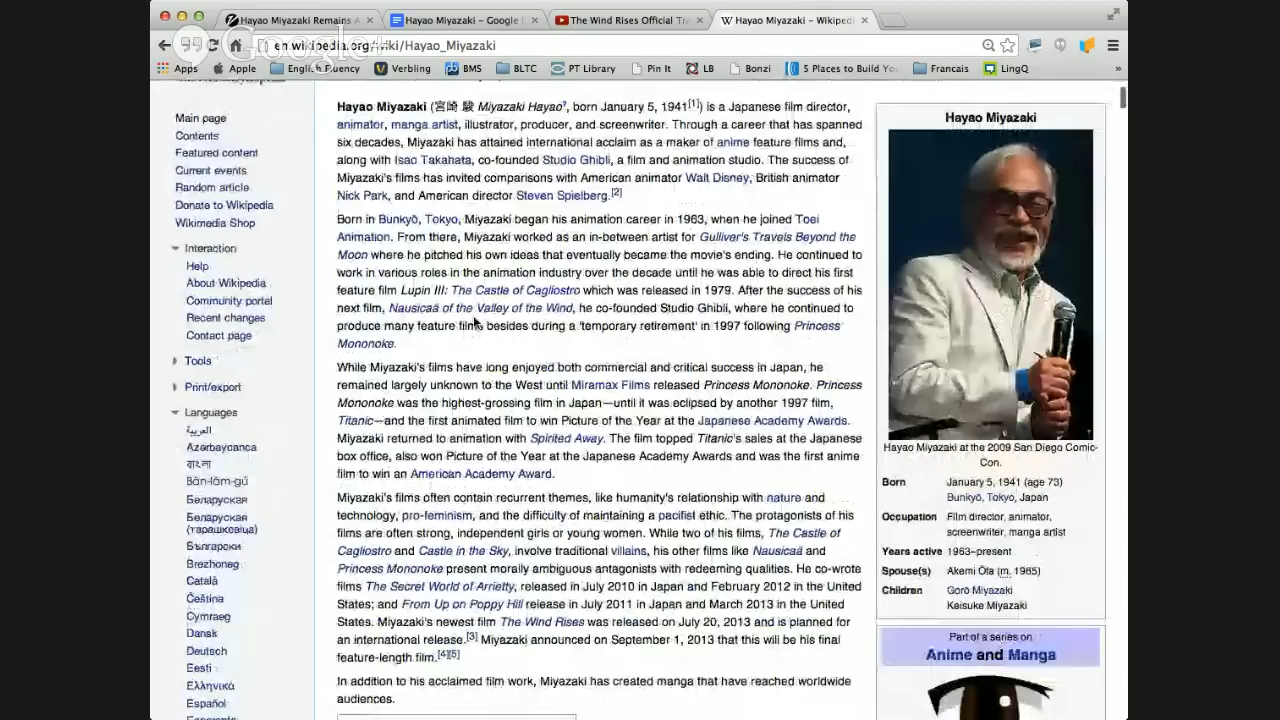 Hayao Miyazaki Remains A
Hayao Miyazaki – Google
The Wind Rises Official Tra
Hayao Miyazaki – Wikipedi
Google+
en.wikipedia.org/wiki/Hayao_Miyazaki
Apps
Apple
English Fluency
Verbling
BMS
BLTC
PT Library
Pin It
LB
Bonzi
5 Places to Build You
Francais
LingQ
»
Main page
Contents
Featured content
Current events
Random article
Donate to Wikipedia
Wikimedia Shop
Interaction
Help
About Wikipedia
Community portal
Recent changes
Contact page
Tools
Print/export
Languages
العربية
Azərbaycanca
বাংলা
Bân-lâm-gú
Беларуская
Беларуская
(тарашкевіца)
Български
Brezhoneg
Català
Čeština
Cymraeg
Dansk
Deutsch
Eesti
Ελληνικά
Español
Hayao Miyazaki (宮崎 駿 Miyazaki Hayao?, born January 5, 1941[1]) is a Japanese film director,
animator, manga artist, illustrator, producer, and screenwriter. Through a career that has spanned
six decades, Miyazaki has attained international acclaim as a maker of anime feature films and,
along with Isao Takahata, co-founded Studio Ghibli, a film and animation studio. The success of
Miyazaki's films has invited comparisons with American animator Walt Disney, British animator
Nick Park, and American director Steven Spielberg.[2]
Born in Bunkyō, Tokyo, Miyazaki began his animation career in 1963, when he joined Toei
Animation. From there, Miyazaki worked as an in-between artist for Gulliver's Travels Beyond the
Moon where he pitched his own ideas that eventually became the movie's ending. He continued to
work in various roles in the animation industry over the decade until he was able to direct his first
feature film Lupin III: The Castle of Cagliostro which was released in 1979. After the success of his
next film, Nausicaä of the Valley of the Wind, he co-founded Studio Ghibli, where he continued to
produce many feature films besides during a 'temporary retirement' in 1997 following Princess
Mononoke.
While Miyazaki's films have long enjoyed both commercial and critical success in Japan, he
remained largely unknown to the West until Miramax Films released Princess Mononoke. Princess
Mononoke was the highest-grossing film in Japan—until it was eclipsed by another 1997 film,
Titanic—and the first animated film to win Picture of the Year at the Japanese Academy Awards.
Miyazaki returned to animation with Spirited Away. The film topped Titanic's sales at the Japanese
box office, also won Picture of the Year at the Japanese Academy Awards and was the first anime
film to win an American Academy Award.
Miyazaki's films often contain recurrent themes, like humanity's relationship with nature and
technology, pro-feminism, and the difficulty of maintaining a pacifist ethic. The protagonists of his
films are often strong, independent girls or young women. While two of his films, The Castle of
Cagliostro and Castle in the Sky, involve traditional villains, his other films like Nausicaä and
Princess Mononoke present morally ambiguous antagonists with redeeming qualities. He co-wrote
films The Secret World of Arrietty, released in July 2010 in Japan and February 2012 in the United
States; and From Up on Poppy Hill release in July 2011 in Japan and March 2013 in the United
States. Miyazaki's newest film The Wind Rises was released on July 20, 2013 and is planned for
an international release.[3] Miyazaki announced on September 1, 2013 that this will be his final
feature-length film.[4][5]
In addition to his acclaimed film work, Miyazaki has created manga that have reached worldwide
audiences.
Hayao Miyazaki
Hayao Miyazaki at the 2009 San Diego Comic-
Con.
Born January 5, 1941 (age 73)
Bunkyō, Tokyo, Japan
Occupation Film director, animator,
screenwriter, manga artist
Years active 1963–present
Spouse(s) Akemi Ōta (m. 1965)
Children Gorō Miyazaki
Keisuke Miyazaki
Part of a series on
Anime and Manga